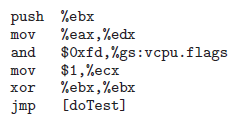 push %ebx
mov %eax,%edx
and $0xfd,%gs:vcpu.flags
mov $1,%ecx
xor %ebx,%ebx
jmp [doTest]